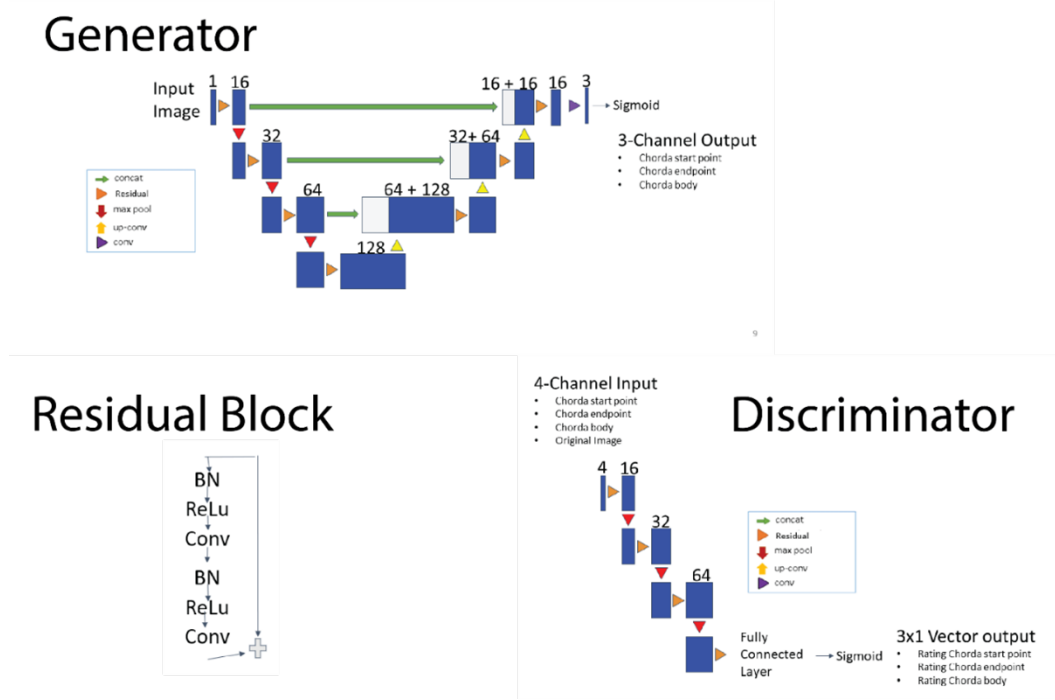 Generator
Input
Image
1 16
16 + 16 16 3
Sigmoid
32
32+ 64
64
64 + 128
128
concat
Residual
max pool
up-conv
conv
3-Channel Output
• Chorda start point
• Chorda endpoint
• Chorda body
9
Residual Block
BN
ReLu
Conv
BN
ReLu
Conv
4-Channel Input
• Chorda start point
• Chorda endpoint
• Chorda body
• Original Image
Discriminator
4 16
32
64
concat
Residual
max pool
up-conv
conv
Fully
Connected
Layer
Sigmoid
3x1 Vector output
• Rating Chorda start point
• Rating Chorda endpoint
• Rating Chorda body